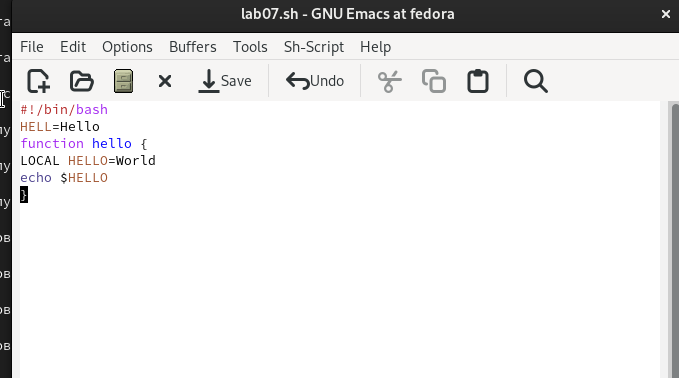 lab07.sh - GNU Emacs at fedora
File Edit Options Buffers Tools Sh-Script Help
Save Undo
#!/bin/bash
HELL=Hello
function hello {
LOCAL HELLO=World
echo $HELLO
}